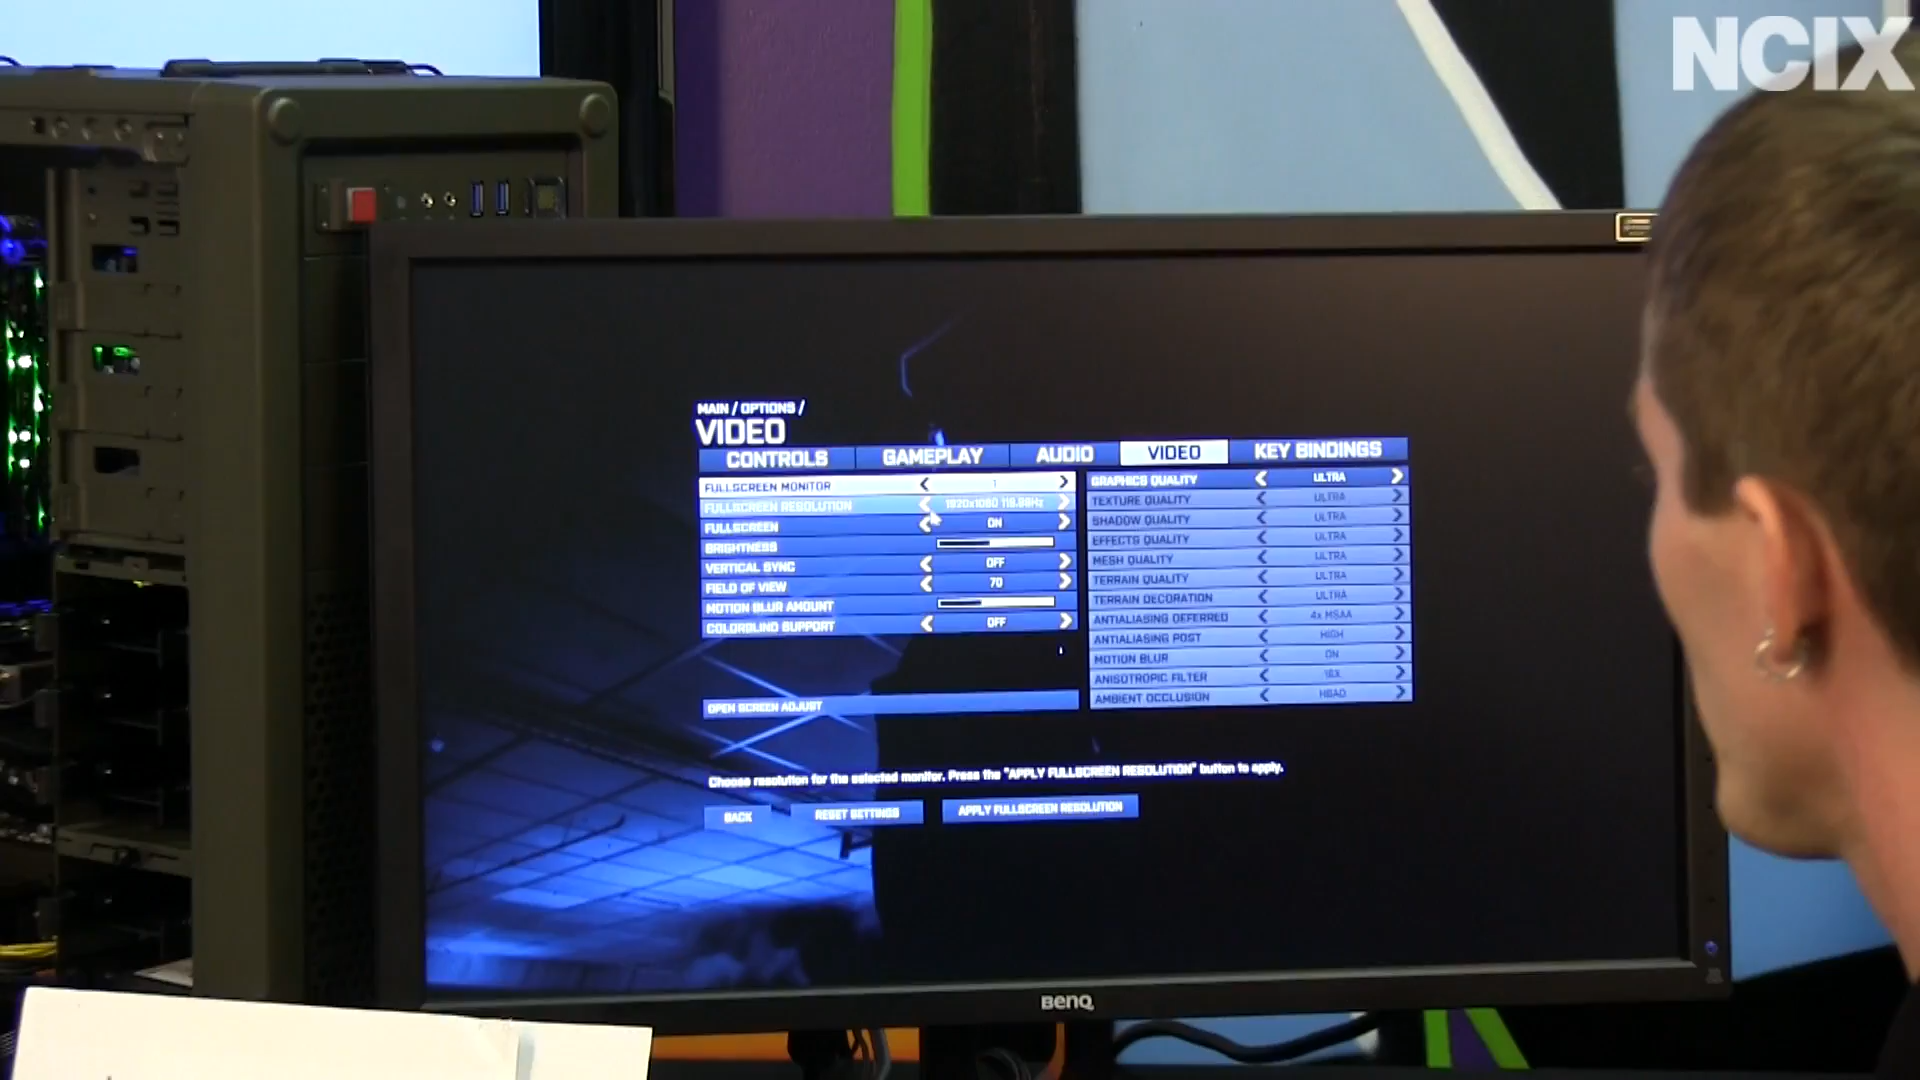 NCIX
MAIN / OPTIONS /
VIDEO
CONTROLS GAMEPLAY AUDIO VIDEO KEY BINDINGS
FULLSCREEN MONITOR 1
FULLSCREEN RESOLUTION 1920x1080 119.98Hz
FULLSCREEN ON
BRIGHTNESS
VERTICAL SYNC OFF
FIELD OF VIEW 70
MOTION BLUR AMOUNT
COLORBLIND SUPPORT OFF
OPEN SCREEN ADJUST
GRAPHICS QUALITY ULTRA
TEXTURE QUALITY ULTRA
SHADOW QUALITY ULTRA
EFFECTS QUALITY ULTRA
MESH QUALITY ULTRA
TERRAIN QUALITY ULTRA
TERRAIN DECORATION ULTRA
ANTIALIASING DEFERRED 4x MSAA
ANTIALIASING POST HIGH
MOTION BLUR ON
ANISOTROPIC FILTER 16X
AMBIENT OCCLUSION HBAO
Choose resolution for the selected monitor. Press the "APPLY FULLSCREEN RESOLUTION" button to apply.
BACK RESET SETTINGS APPLY FULLSCREEN RESOLUTION
BenQ